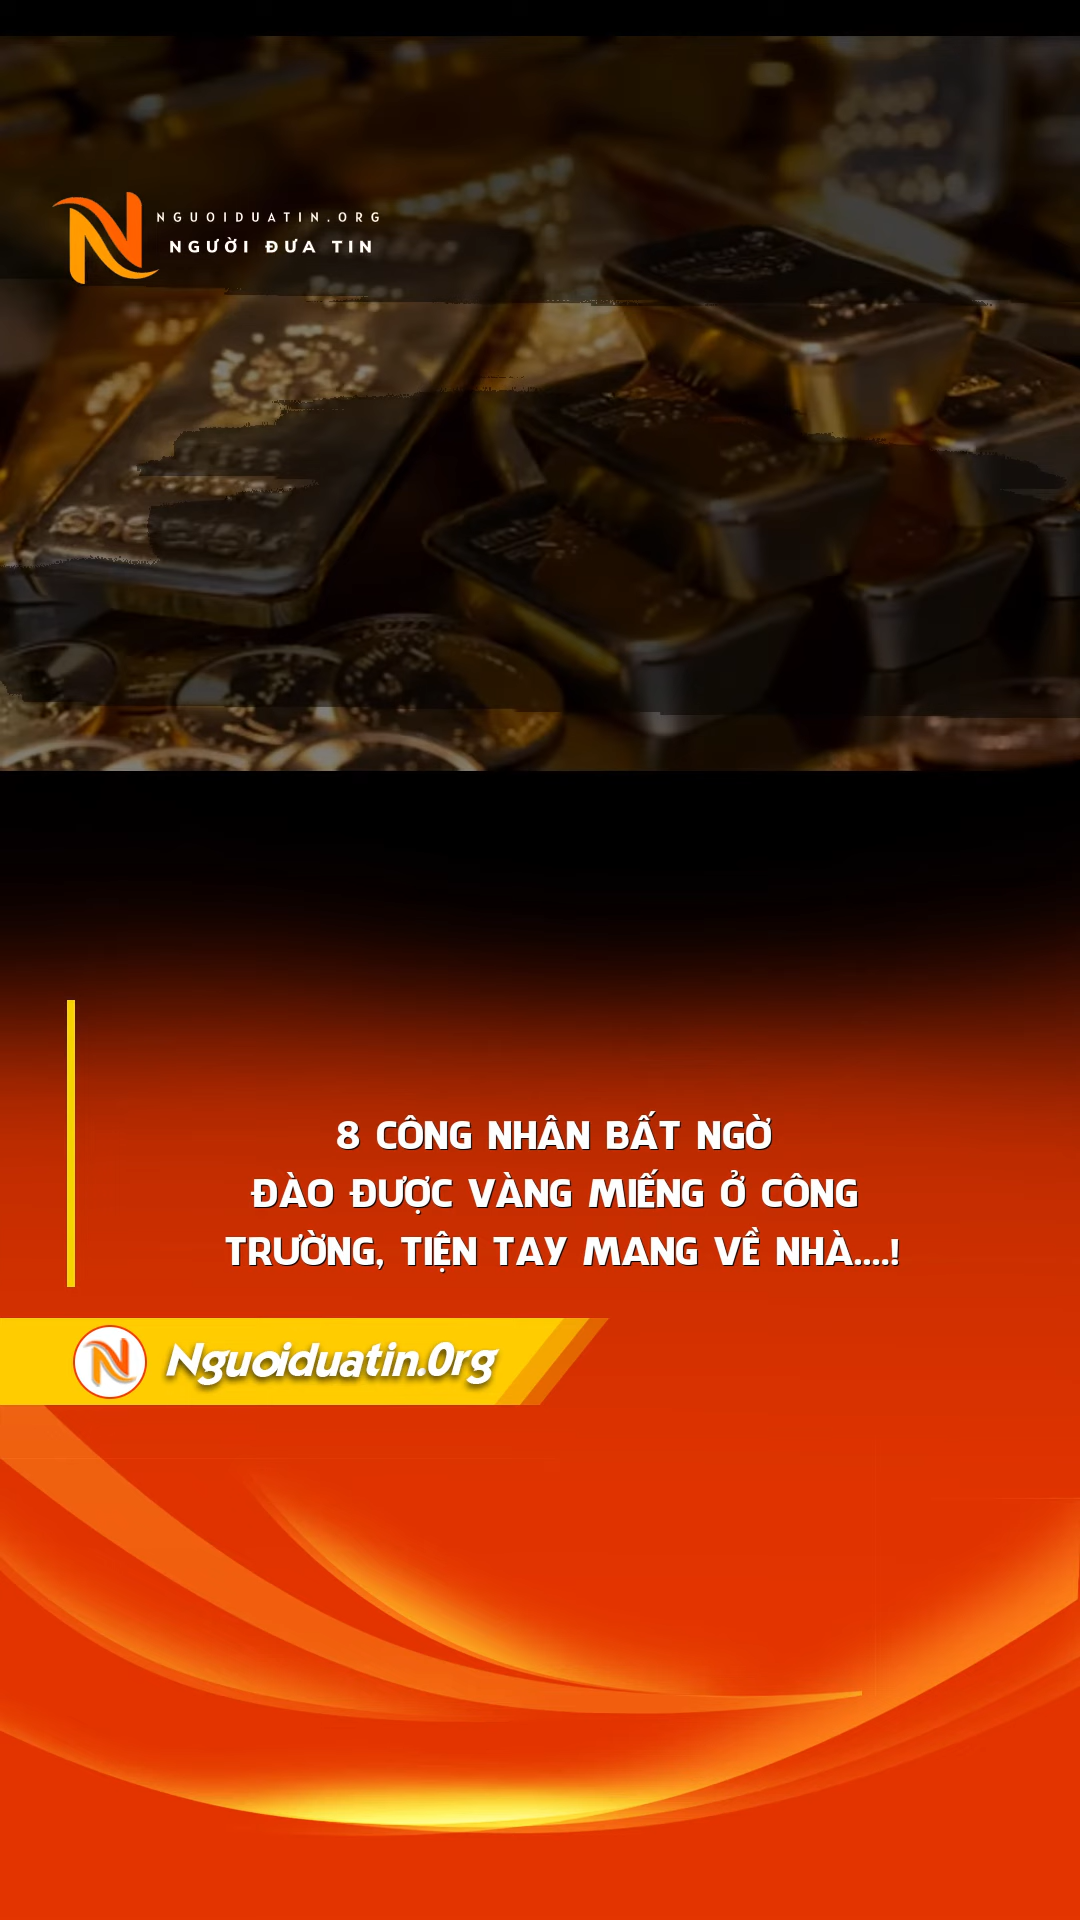 NGUOIDUATIN.ORG
NGƯỜI ĐƯA TIN
8 CÔNG NHÂN BẤT NGỜ
ĐÀO ĐƯỢC VÀNG MIẾNG Ở CÔNG
TRƯỜNG, TIỆN TAY MANG VỀ NHÀ....!
Nguoiduatin.Org